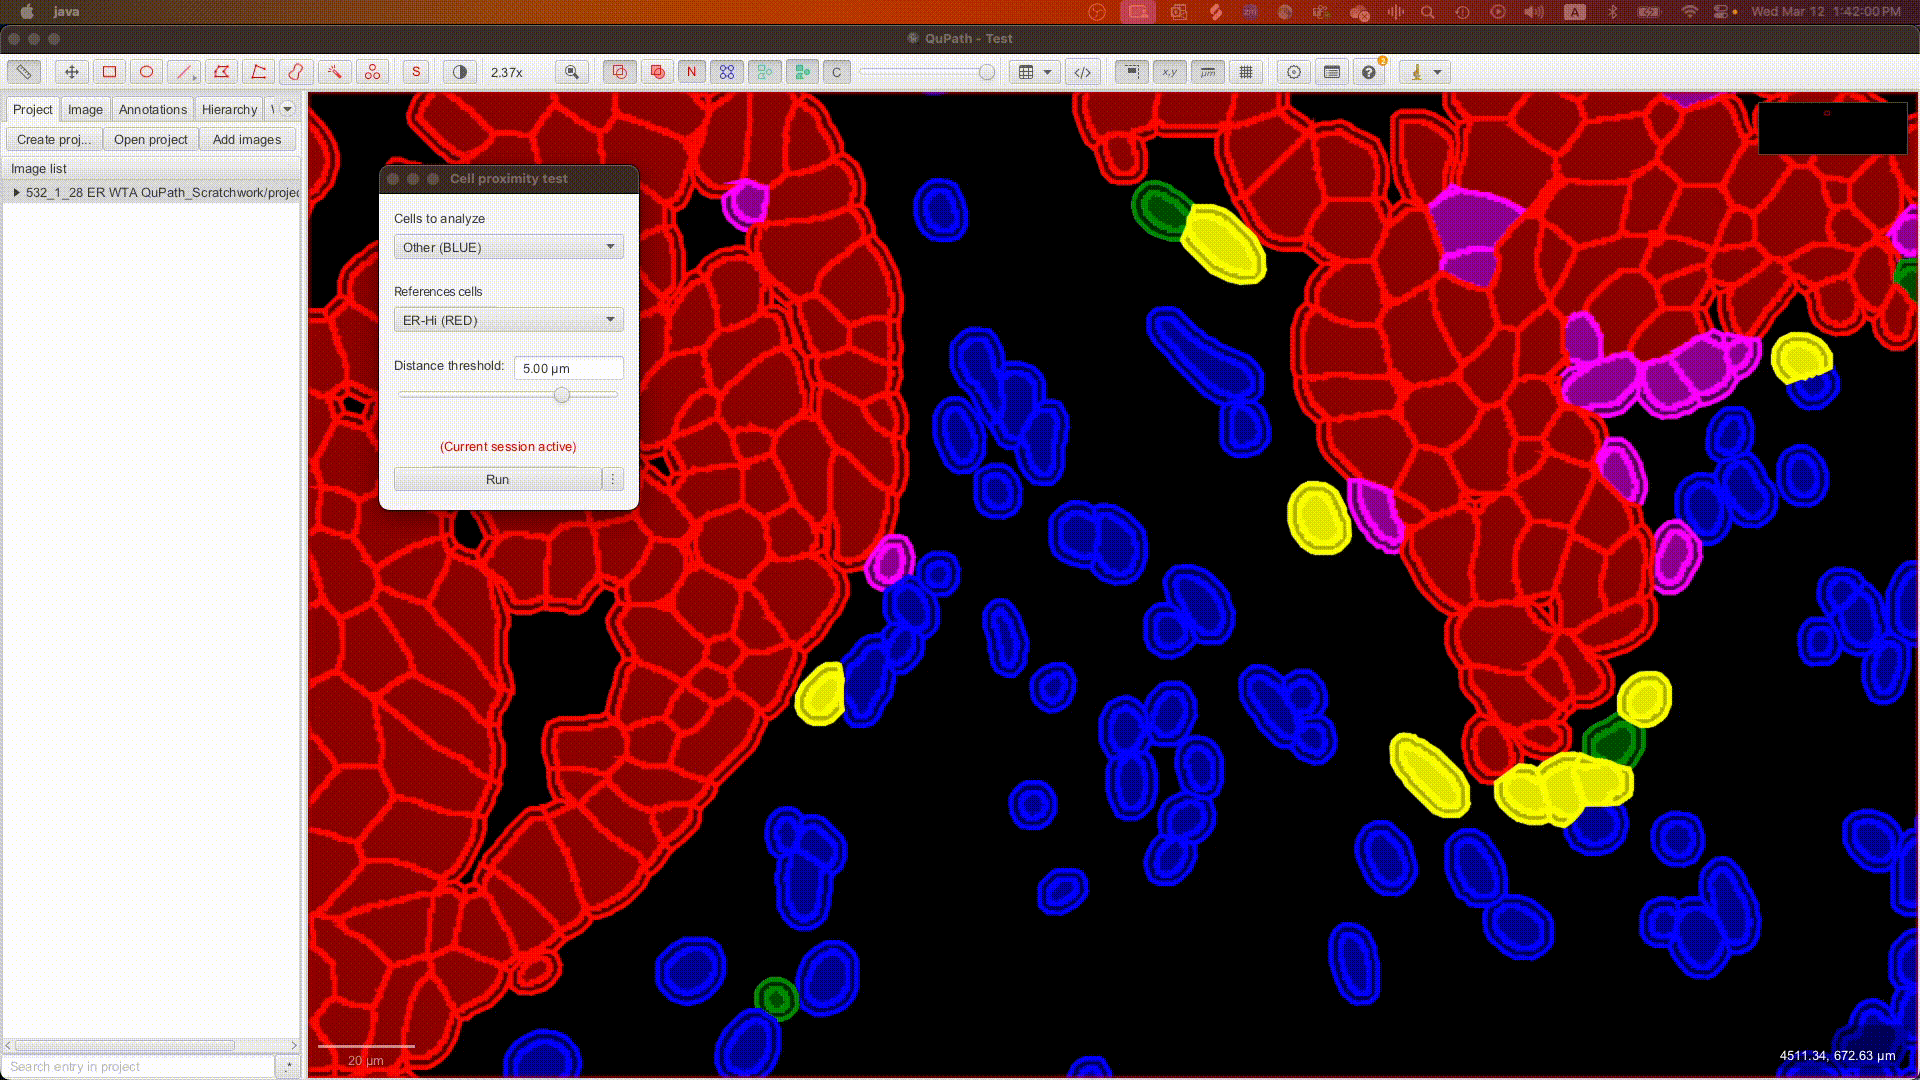 java
A
Wed Mar 12 1:42:00 PM
QuPath - Test
S
2.37x
N
C
</>
x,y
µm
?
2
Project
Image
Annotations
Hierarchy
Create proj...
Open project
Add images
Image list
532_1_28 ER WTA QuPath_Scratchwork/projec
Cell proximity test
Cells to analyze
Other (BLUE)
References cells
ER-Hi (RED)
Distance threshold:
5.00 µm
(Current session active)
Run
20 µm
Search entry in project
.*
4511.34, 672.63 µm